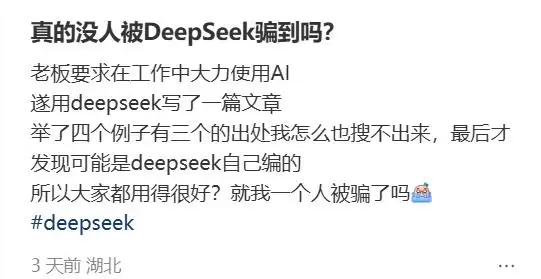 真的没人被DeepSeek骗到吗?
老板要求在工作中大力使用AI
遂用deepseek写了一篇文章
举了四个例子有三个的出处我怎么也搜不出来，最后才
发现可能是deepseek自己编的
所以大家都用得很好？就我一个人被骗了吗
#deepseek
3 天前 湖北